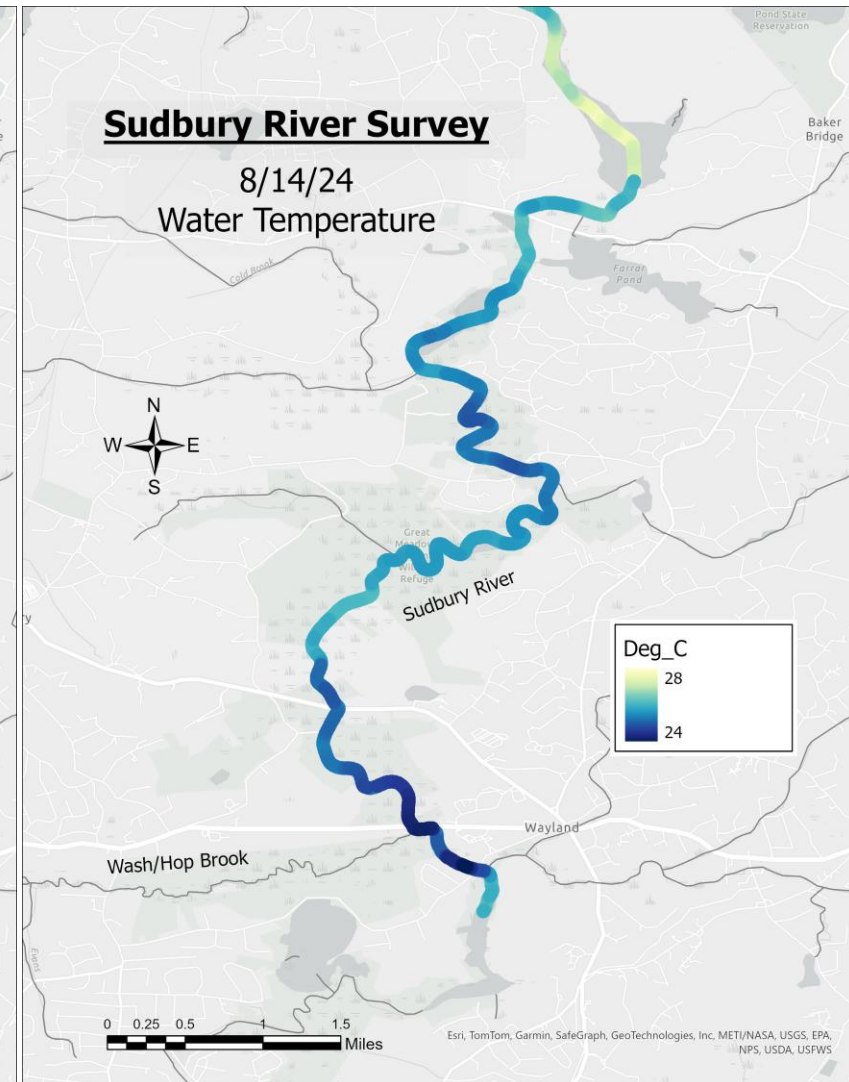 Pond State
Reservation
Baker
Bridge
Sudbury River Survey
8/14/24
Water Temperature
Cold Brook
Farrar
Pond
N
W E
S
Great
Refuge
Sudbury River
Deg_C
28
24
Wayland
Wash/Hop Brook
Evans
0 0.25 0.5 1 1.5
Miles
Esri, TomTom, Garmin, SafeGraph, GeoTechnologies, Inc, METI/NASA, USGS, EPA,
NPS, USDA, USFWS